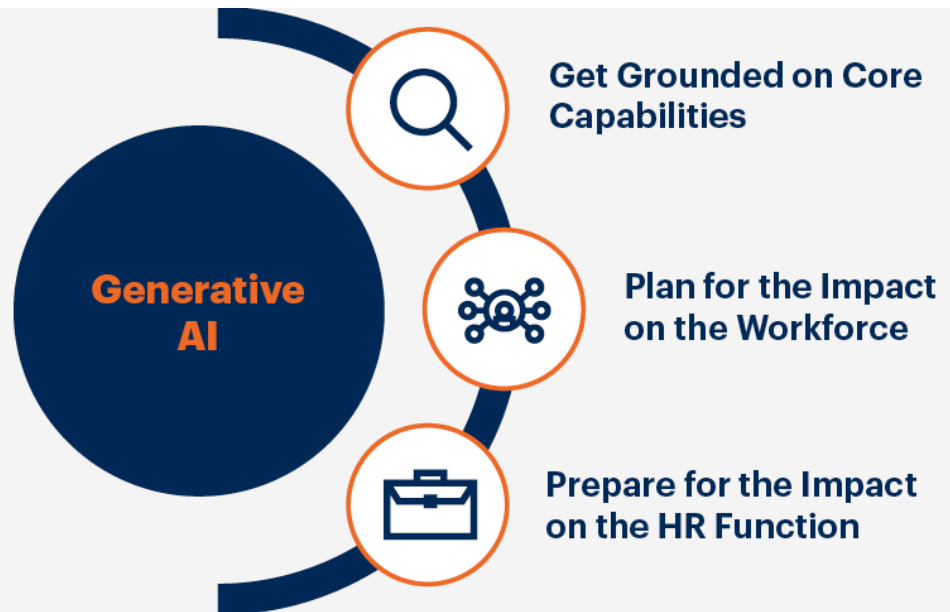 Generative
AI
Get Grounded on Core
Capabilities
Plan for the Impact
on the Workforce
Prepare for the Impact
on the HR Function